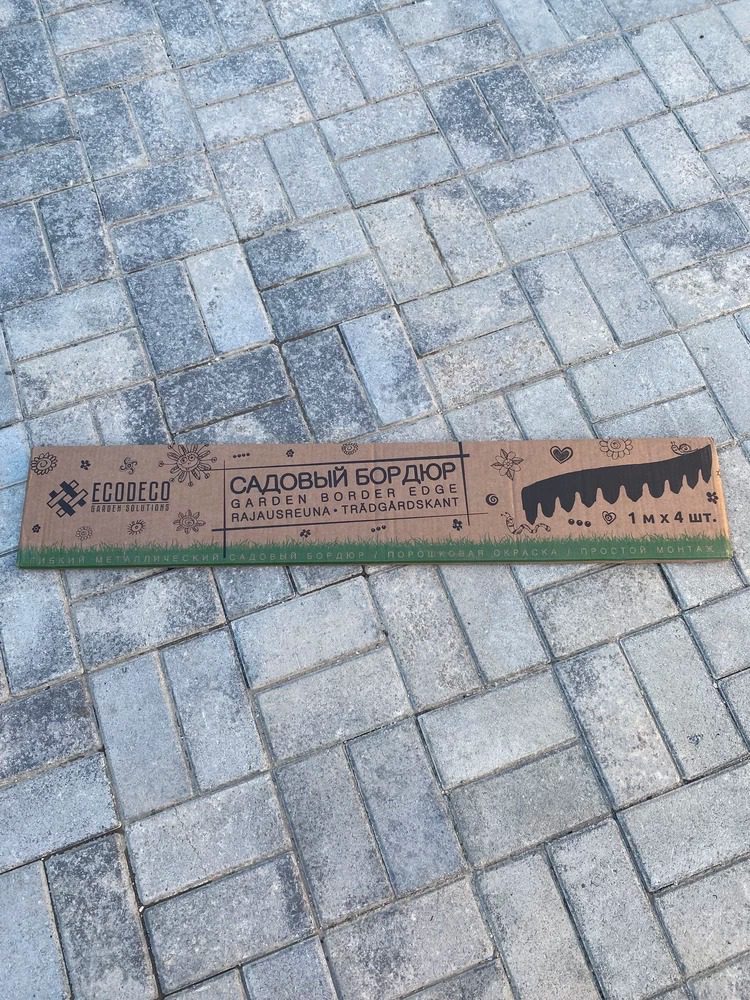 ECODECO
GARDEN SOLUTIONS
САДОВЫЙ БОРДЮР
GARDEN BORDER EDGE
RAJAUSREUNA • TRÄDGÅRDSKANT
1 м х 4 шт.
ГИБКИЙ МЕТАЛЛИЧЕСКИЙ САДОВЫЙ БОРДЮР / ПОРОШКОВАЯ ОКРАСКА / ПРОСТОЙ МОНТАЖ